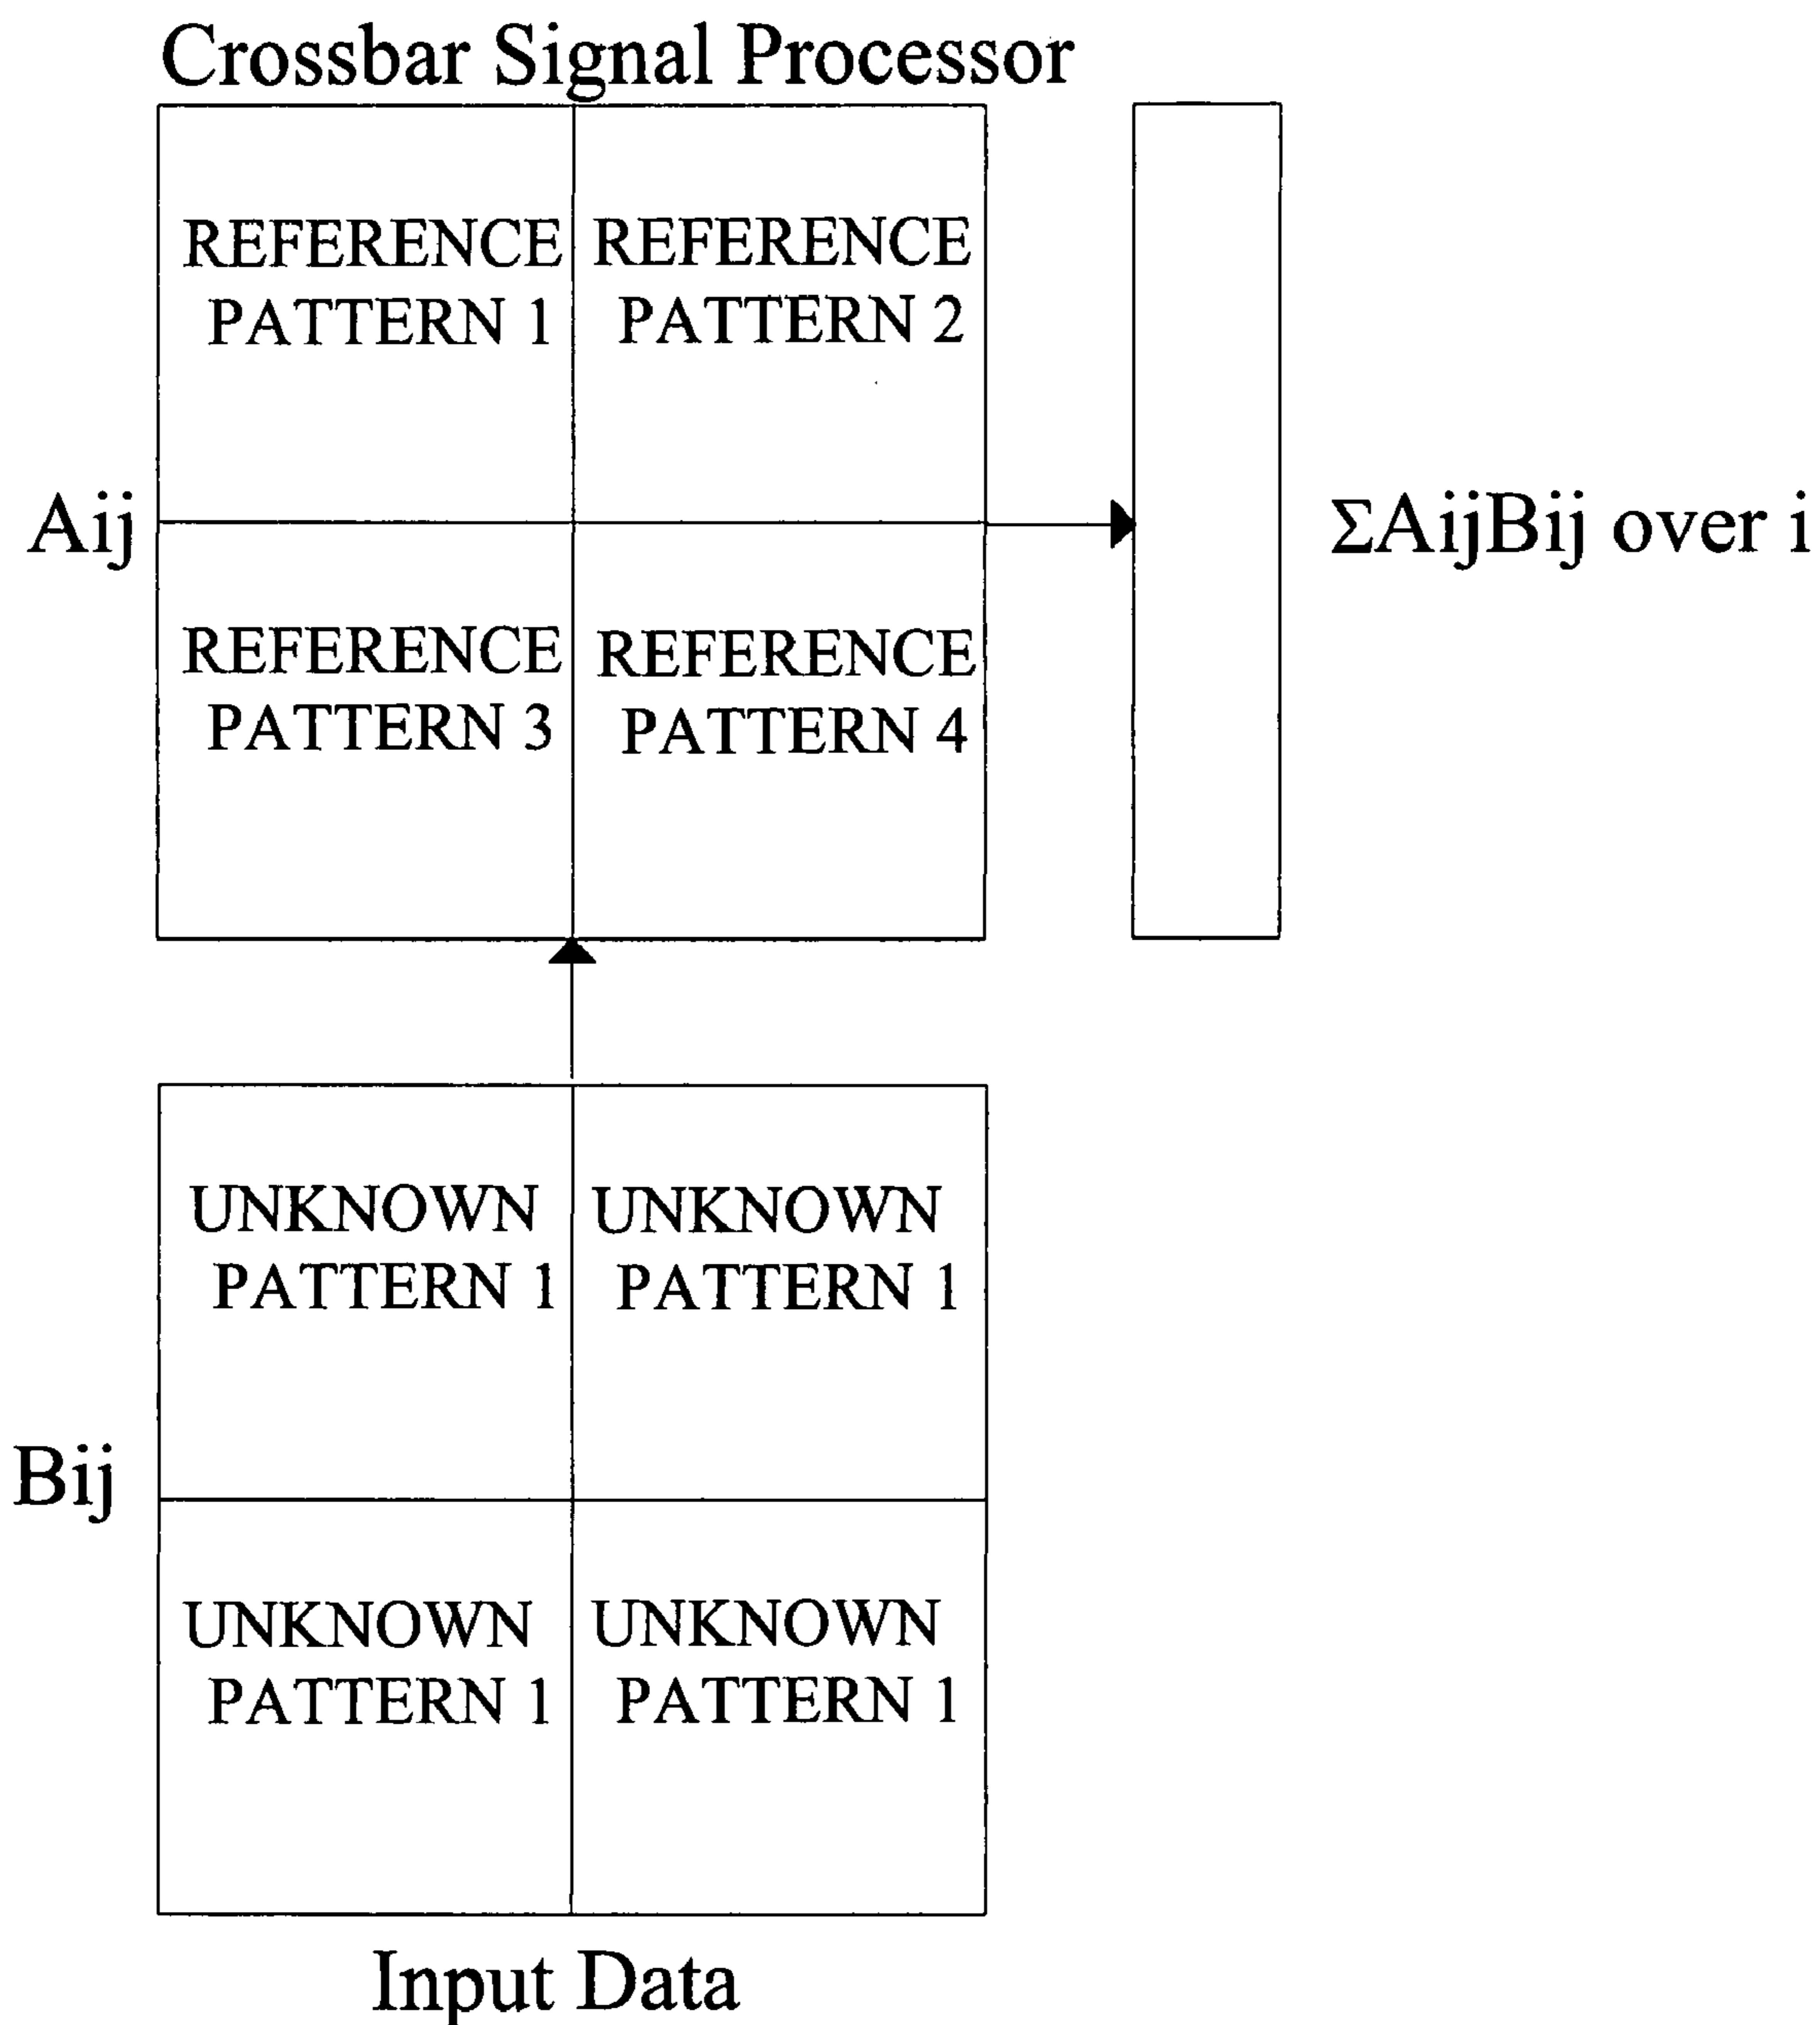 Crossbar Signal Processor
REFERENCE
PATTERN 1
REFERENCE
PATTERN 2
Aij
ΣAijBij over i
REFERENCE
PATTERN 3
REFERENCE
PATTERN 4
UNKNOWN
PATTERN 1
UNKNOWN
PATTERN 1
Bij
UNKNOWN
PATTERN 1
UNKNOWN
PATTERN 1
Input Data